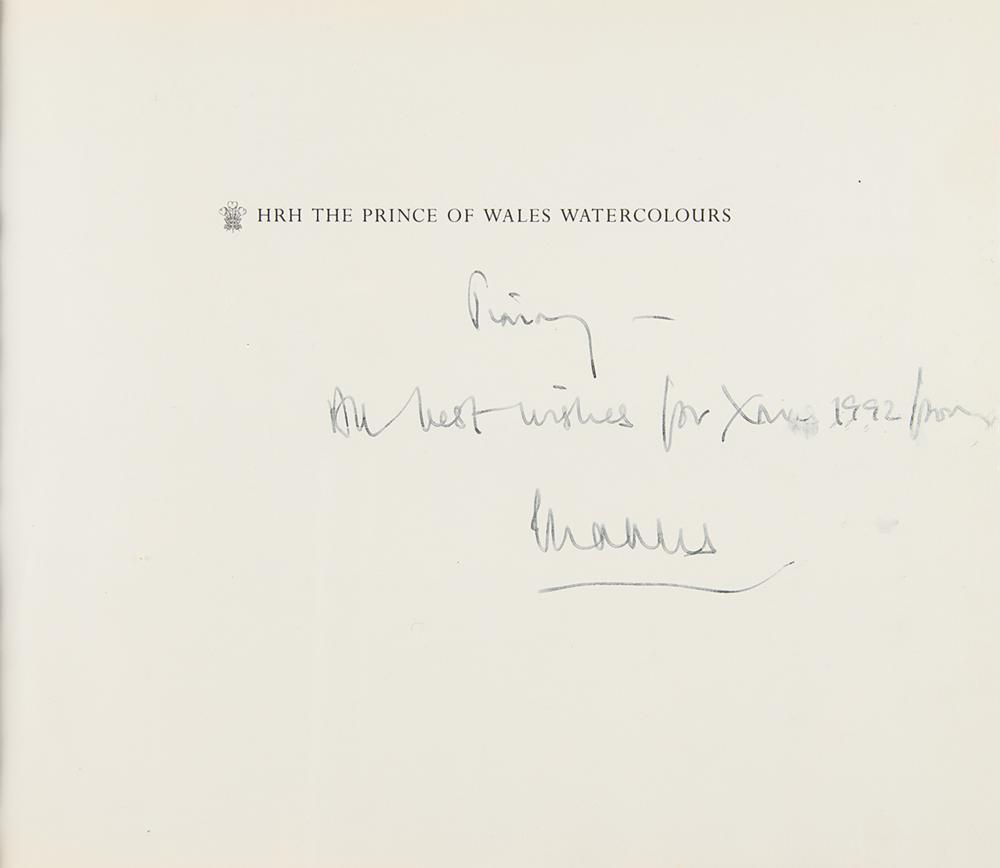 HRH THE PRINCE OF WALES WATERCOLOURS
—
All best wishes for Xmas 1992 from
Charles